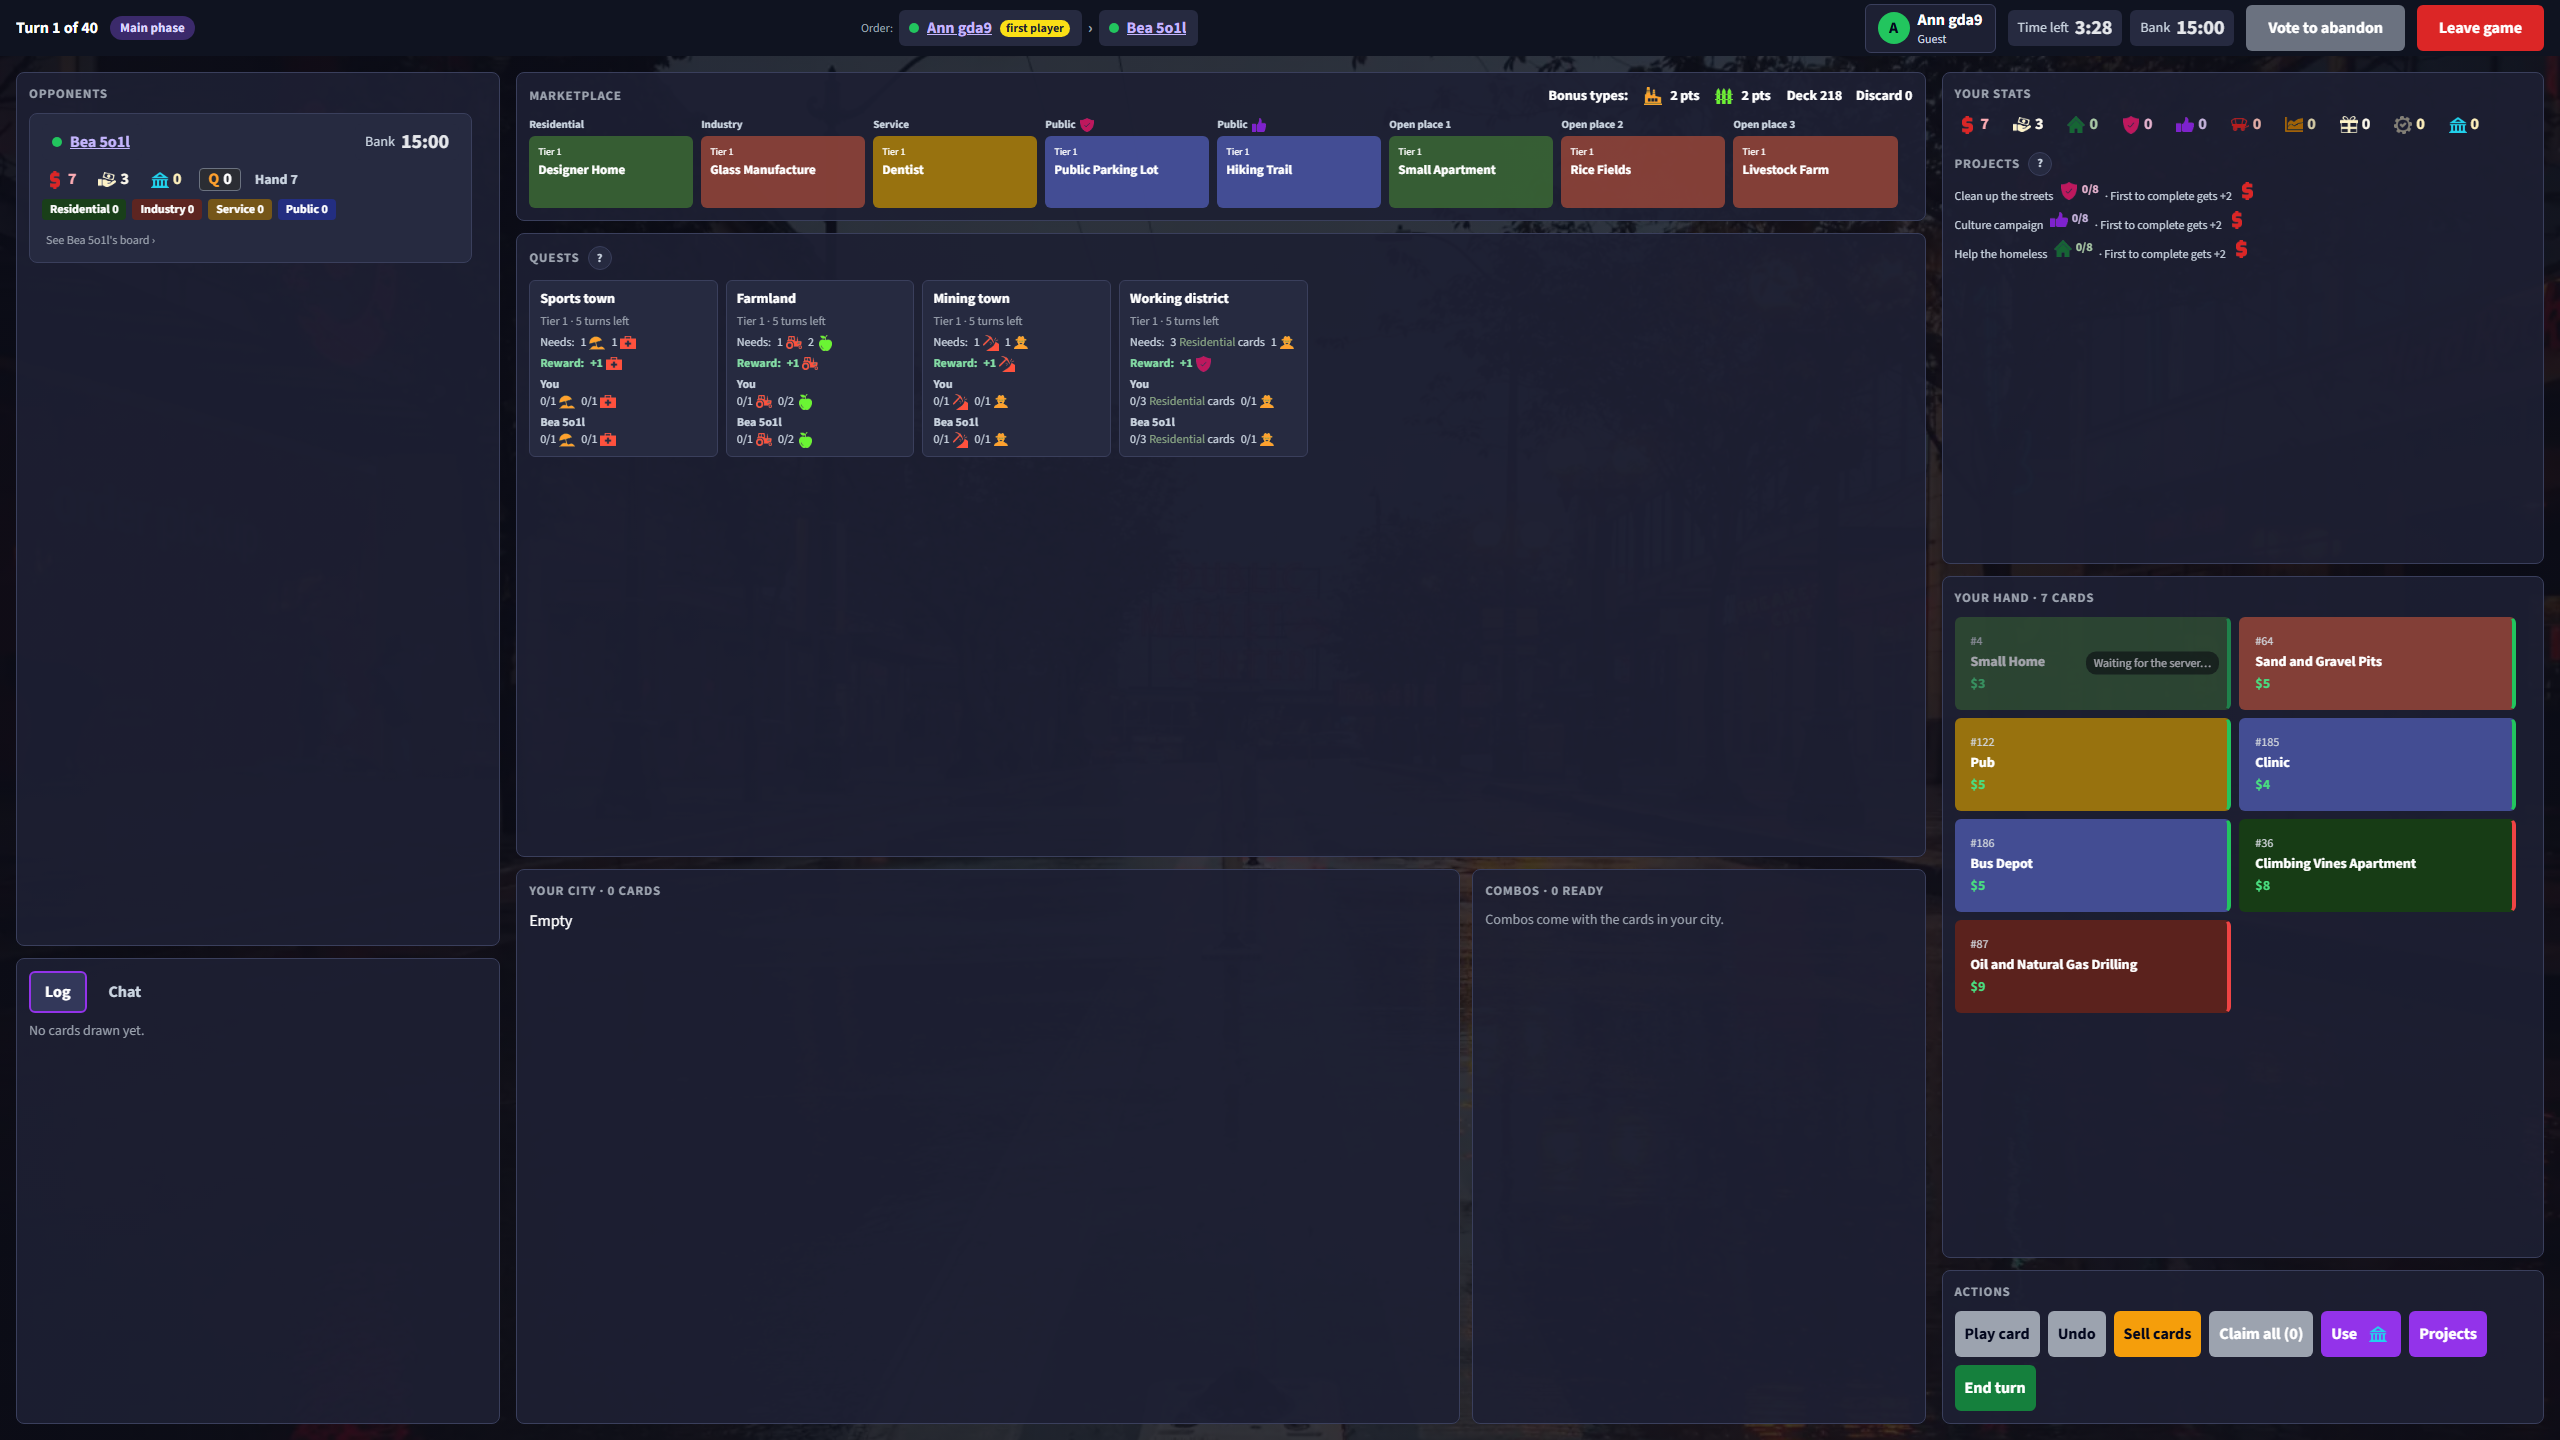 Turn 1 of 40 Main phase
Order: Ann gda9 first player › Bea 5o1l
A Ann gda9
Guest
Time left 3:28
Bank 15:00
Vote to abandon
Leave game
OPPONENTS
Bea 5o1l Bank 15:00
$ 7 3 0 Q 0 Hand 7
Residential 0 Industry 0 Service 0 Public 0
See Bea 5o1l's board ›
Log Chat
No cards drawn yet.
MARKETPLACE
Bonus types: 2 pts 2 pts Deck 218 Discard 0
Residential Industry Service Public Public Open place 1 Open place 2 Open place 3
Tier 1 Tier 1 Tier 1 Tier 1 Tier 1 Tier 1 Tier 1 Tier 1
Designer Home Glass Manufacture Dentist Public Parking Lot Hiking Trail Small Apartment Rice Fields Livestock Farm
QUESTS ?
Sports town
Tier 1 · 5 turns left
Needs: 1 1
Reward: +1
You
0/1 0/1
Bea 5o1l
0/1 0/1
Farmland
Tier 1 · 5 turns left
Needs: 1 2
Reward: +1
You
0/1 0/2
Bea 5o1l
0/1 0/2
Mining town
Tier 1 · 5 turns left
Needs: 1 1
Reward: +1
You
0/1 0/1
Bea 5o1l
0/1 0/1
Working district
Tier 1 · 5 turns left
Needs: 3 Residential cards 1
Reward: +1
You
0/3 Residential cards 0/1
Bea 5o1l
0/3 Residential cards 0/1
YOUR CITY · 0 CARDS
Empty
COMBOS · 0 READY
Combos come with the cards in your city.
YOUR STATS
$ 7 3 0 0 0 0 0 0 0 0
PROJECTS ?
Clean up the streets 0/8 · First to complete gets +2 $
Culture campaign 0/8 · First to complete gets +2 $
Help the homeless 0/8 · First to complete gets +2 $
YOUR HAND · 7 CARDS
#4
Small Home
Waiting for the server...
$3
#64
Sand and Gravel Pits
$5
#122
Pub
$5
#185
Clinic
$4
#186
Bus Depot
$5
#36
Climbing Vines Apartment
$8
#87
Oil and Natural Gas Drilling
$9
ACTIONS
Play card Undo Sell cards Claim all (0) Use Projects
End turn